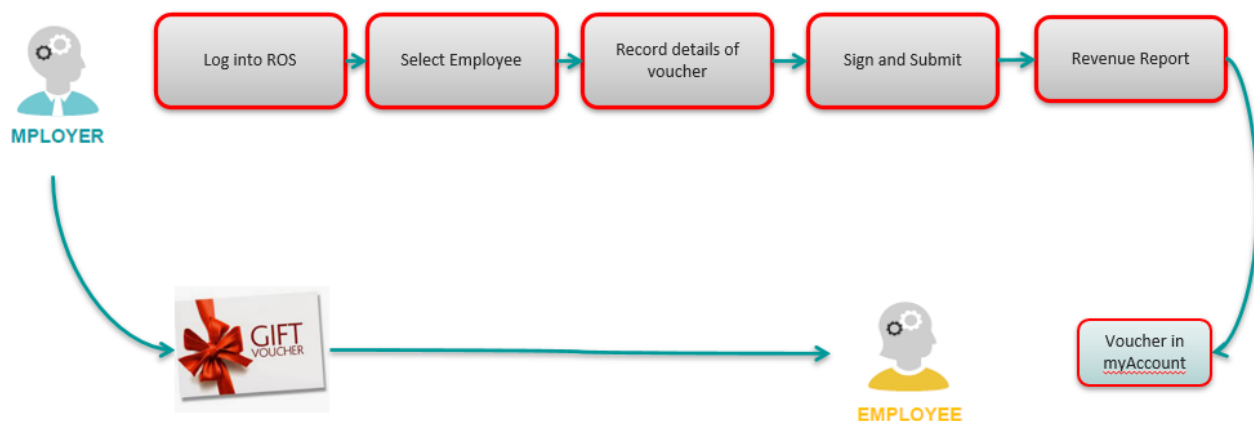 Log into ROS
Select Employee
Record details of
voucher
Sign and Submit
Revenue Report
MPLOYER
GIFT
VOUCHER
Voucher in
myAccount
EMPLOYEE